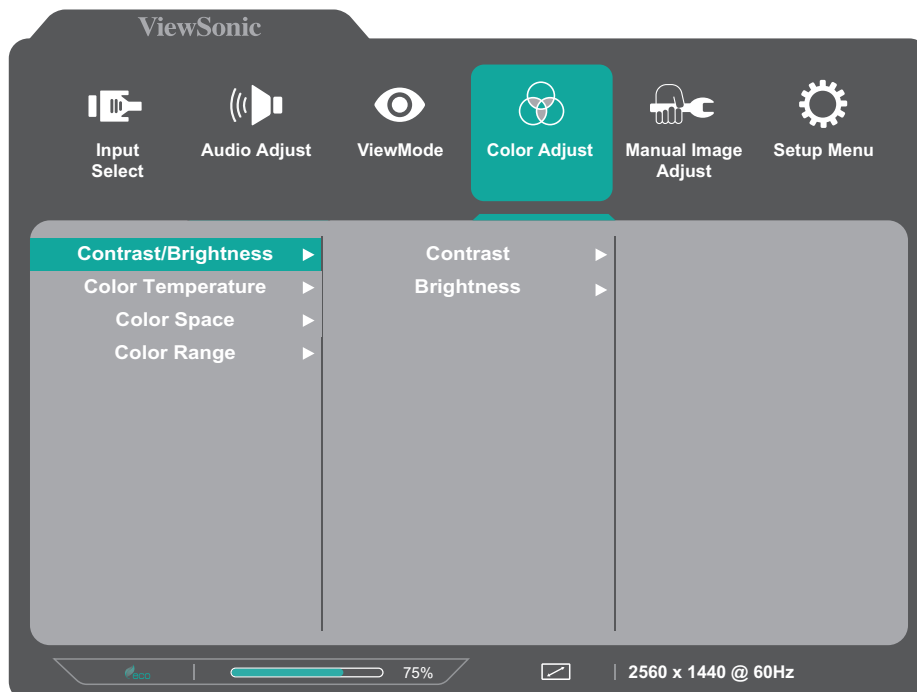 ViewSonic
Input
Select
Audio Adjust
ViewMode
Color Adjust
Manual Image
Adjust
Setup Menu
Contrast/Brightness
Color Temperature
Color Space
Color Range
Contrast
Brightness
eco
75%
2560 x 1440 @ 60Hz